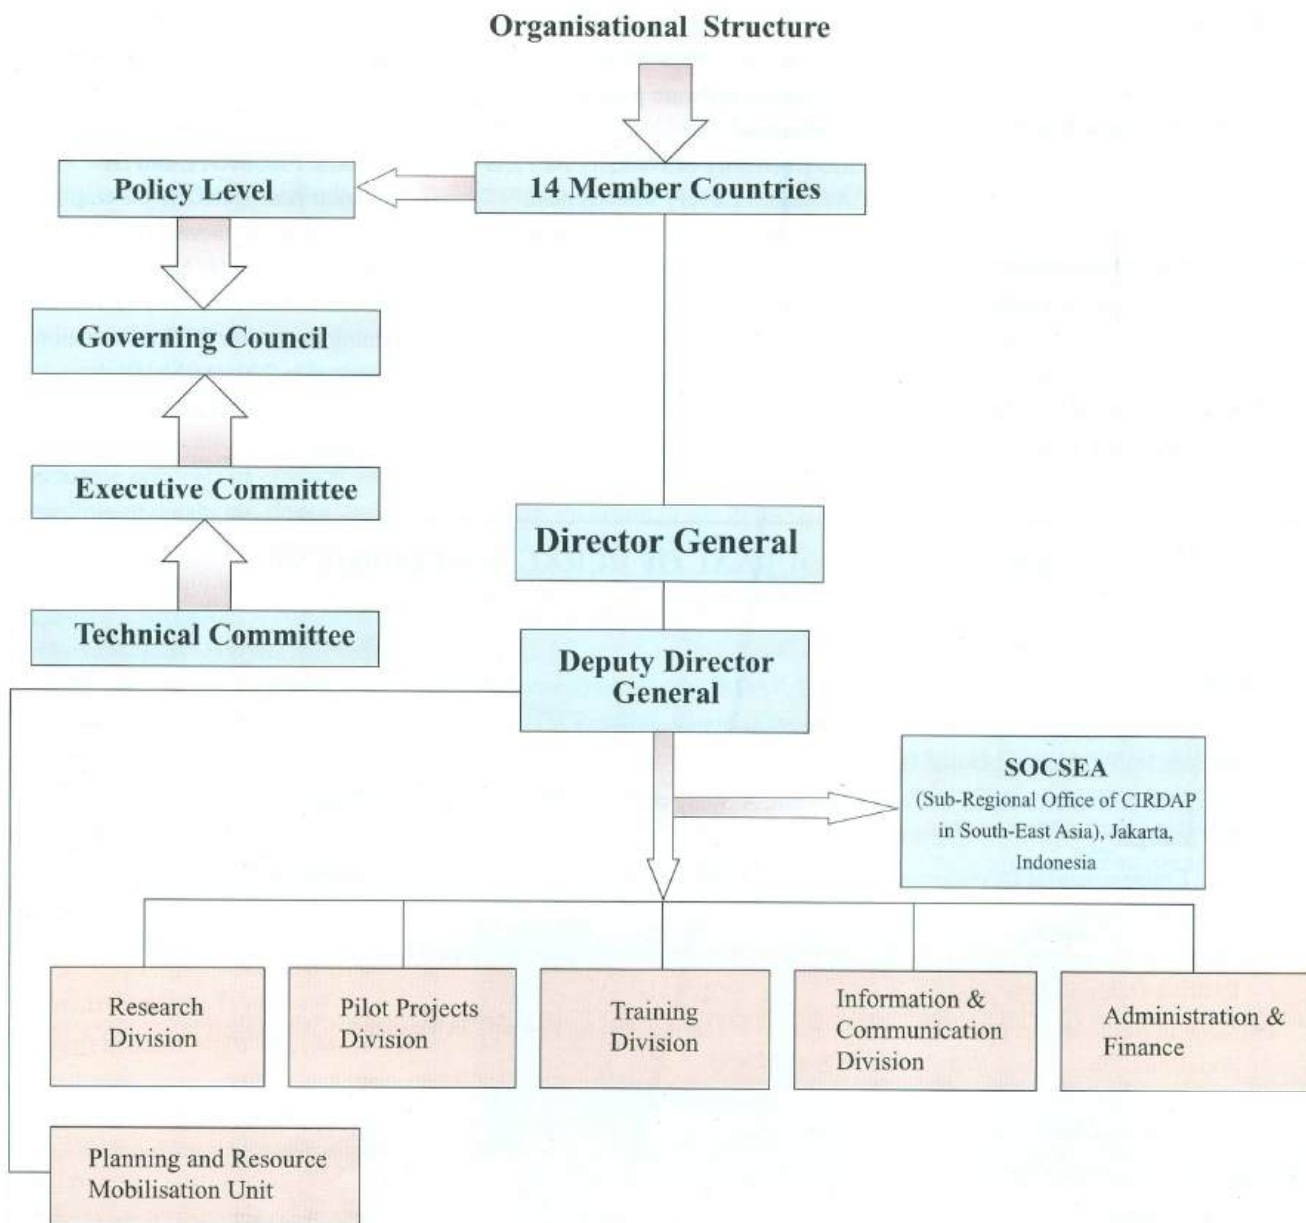 Organisational Structure
Policy Level
14 Member Countries
Governing Council
Executive Committee
Director General
Technical Committee
Deputy Director
General
SOCSEA
(Sub-Regional Office of CIRDAP
in South-East Asia), Jakarta,
Indonesia
Research
Division
Pilot Projects
Division
Training
Division
Information &
Communication
Division
Administration &
Finance
Planning and Resource
Mobilisation Unit